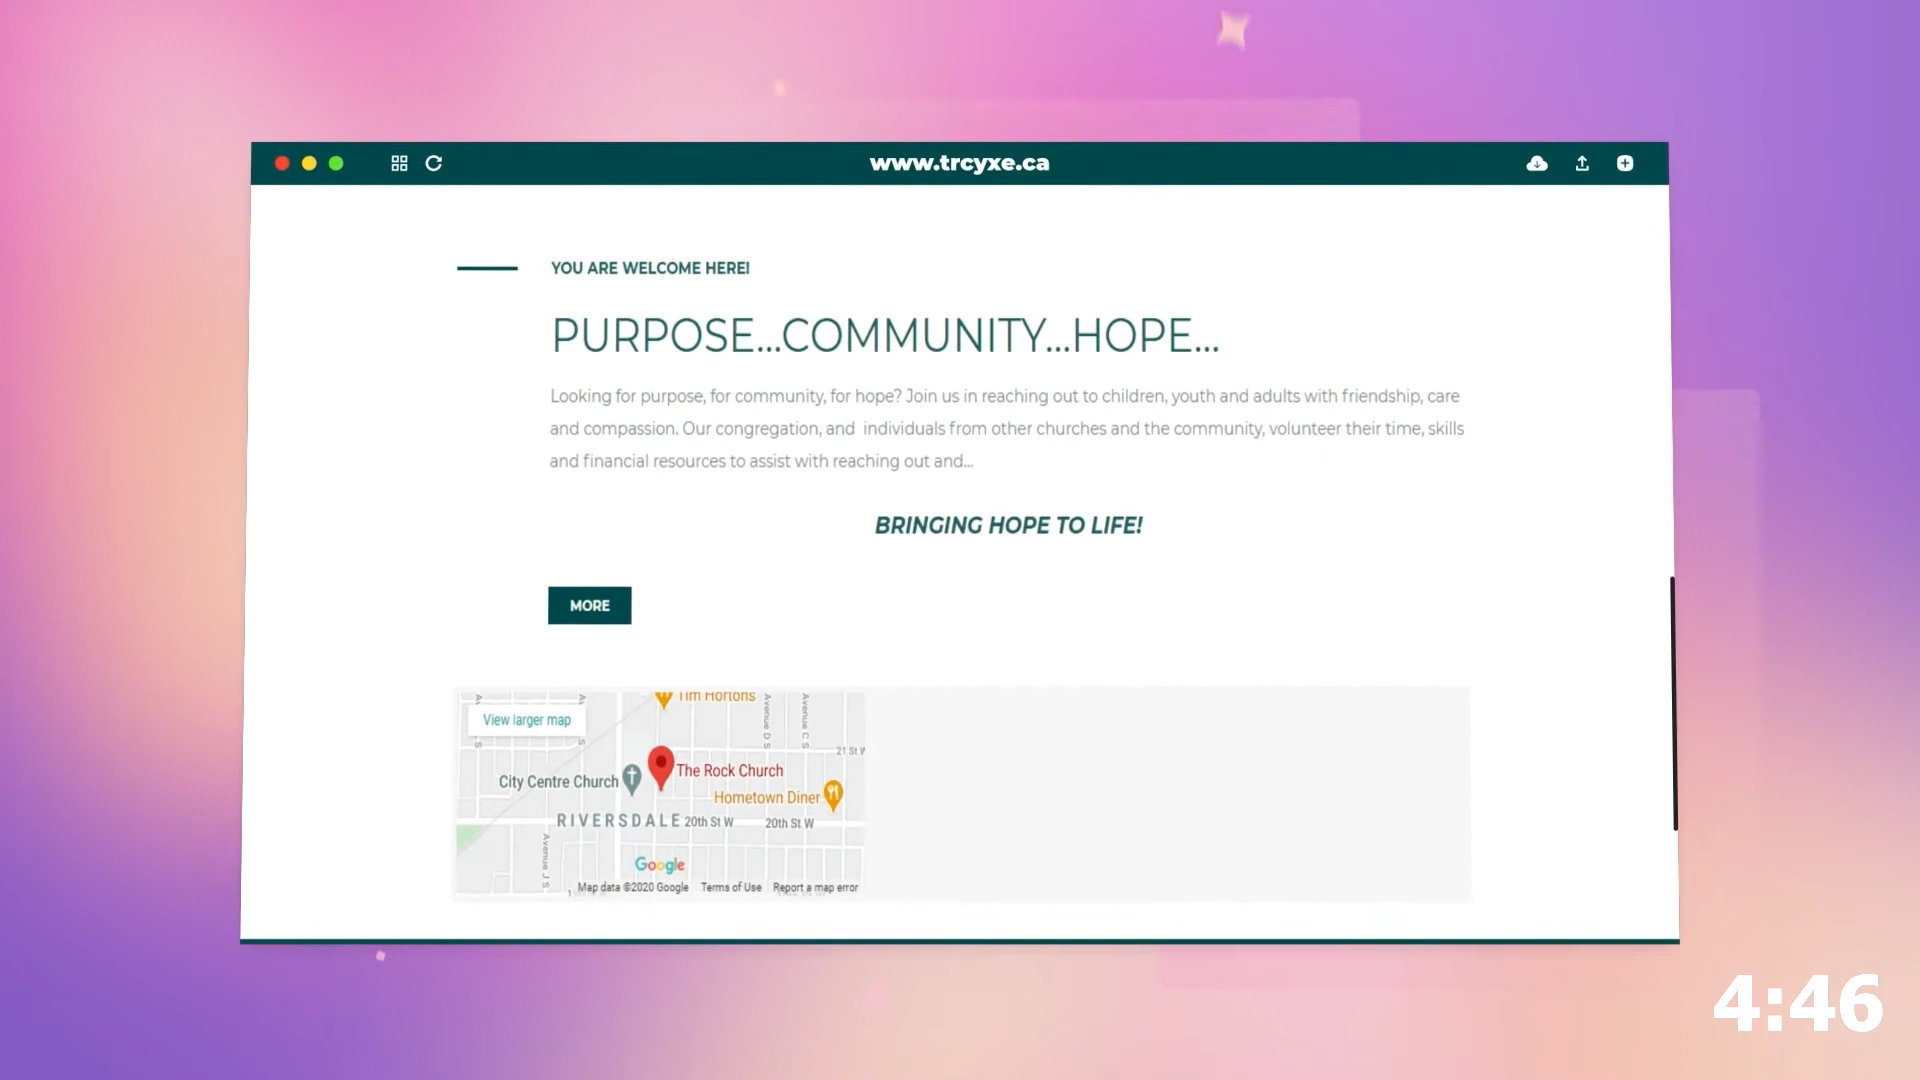 www.trcyxe.ca
YOU ARE WELCOME HERE!
PURPOSE...COMMUNITY...HOPE...
Looking for purpose, for community, for hope? Join us in reaching out to children, youth and adults with friendship, care
and compassion. Our congregation, and individuals from other churches and the community, volunteer their time, skills
and financial resources to assist with reaching out and...
BRINGING HOPE TO LIFE!
MORE
Tim Hortons
View larger map
Avenue D S
Avenue C S
21 St W
The Rock Church
City Centre Church
Hometown Diner
RIVERSDALE
20th St W
20th St W
Avenue J S
Google
Map data ©2020 Google
Terms of Use
Report a map error
4:46